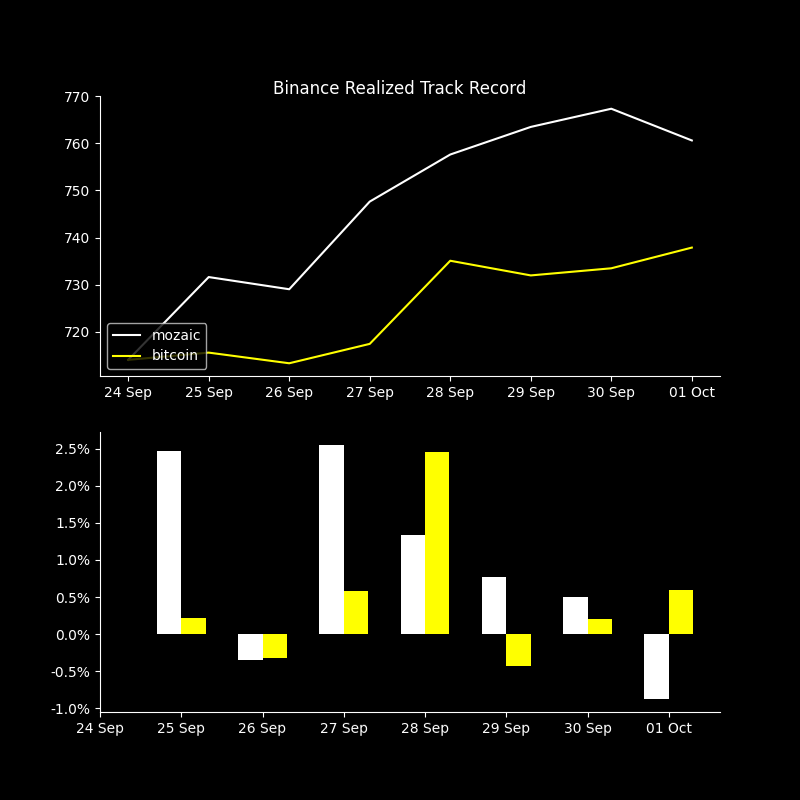 Binance Realized Track Record
770
760
750
740
730
720
mozaic
bitcoin
24 Sep 25 Sep 26 Sep 27 Sep 28 Sep 29 Sep 30 Sep 01 Oct
2.5%
2.0%
1.5%
1.0%
0.5%
0.0%
-0.5%
-1.0%
24 Sep 25 Sep 26 Sep 27 Sep 28 Sep 29 Sep 30 Sep 01 Oct